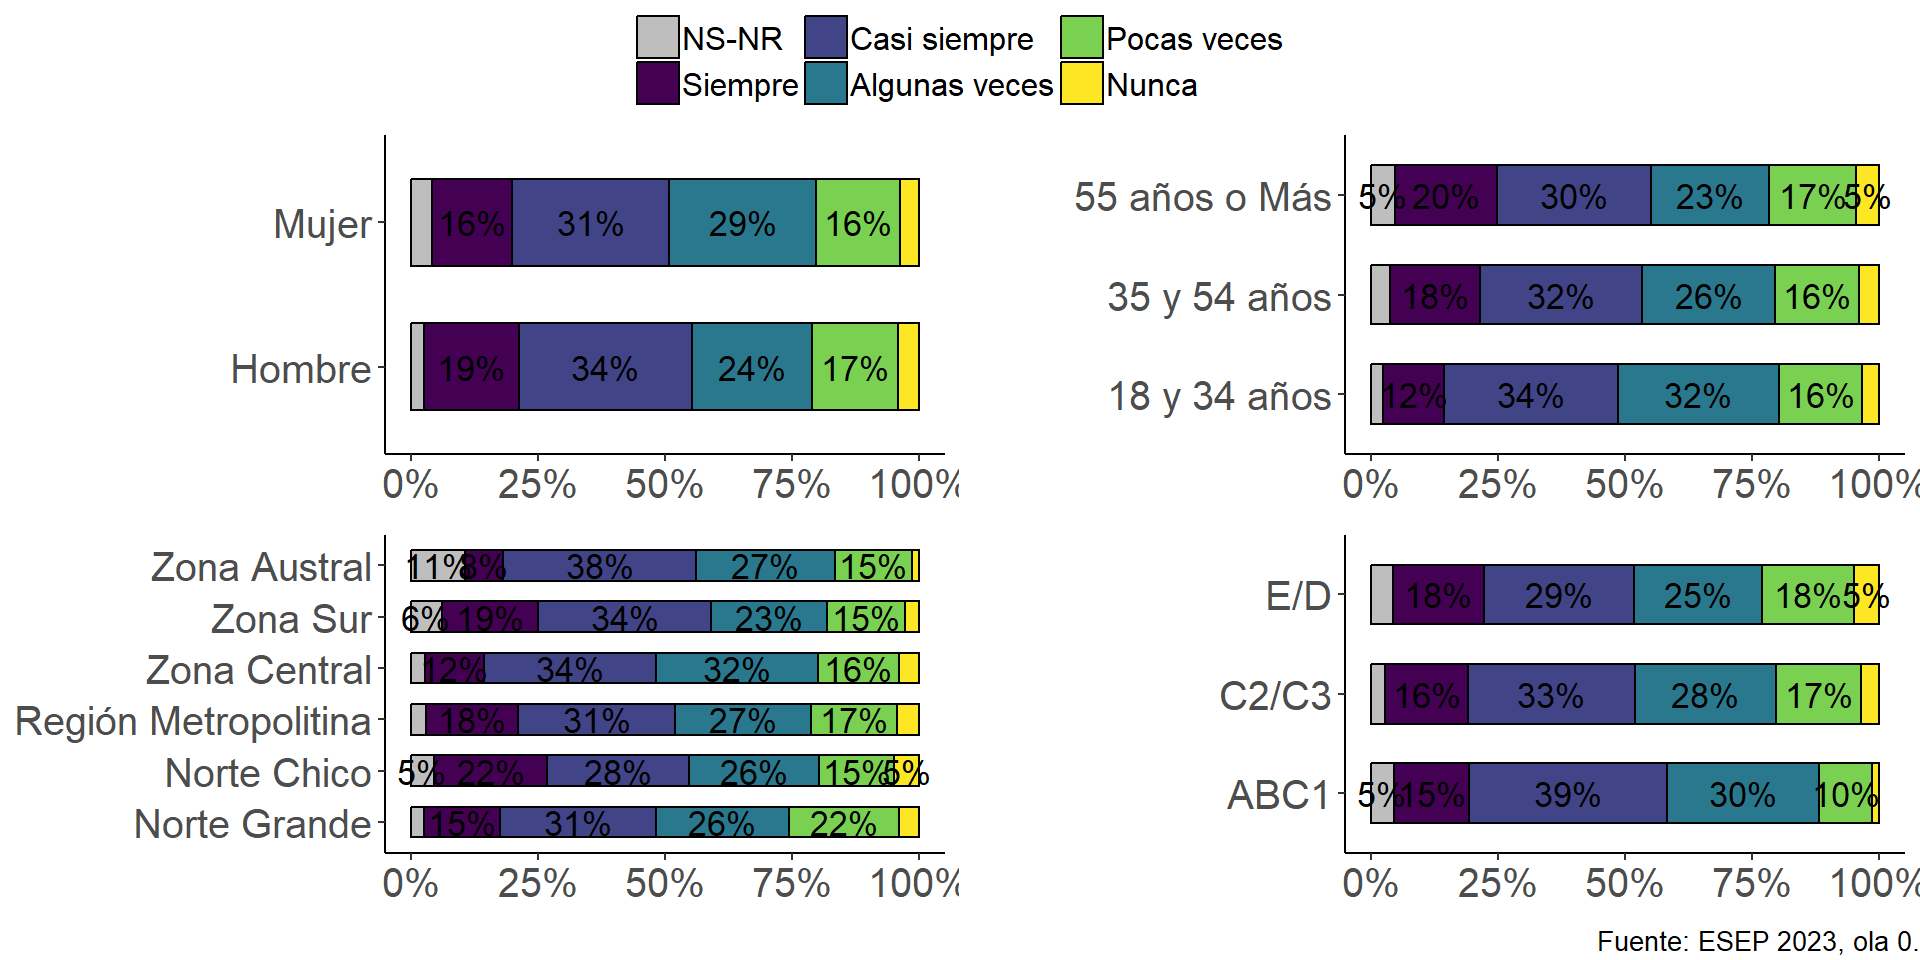 NS-NR Casi siempre Pocas veces
Siempre Algunas veces Nunca
Mujer 16% 31% 29% 16%
Hombre 19% 34% 24% 17%
0% 25% 50% 75% 100%
55 años o Más 5% 20% 30% 23% 17% 5%
35 y 54 años 18% 32% 26% 16%
18 y 34 años 12% 34% 32% 16%
0% 25% 50% 75% 100%
Zona Austral 11% 8% 38% 27% 15%
Zona Sur 6% 19% 34% 23% 15%
Zona Central 12% 34% 32% 16%
Región Metropolitina 18% 31% 27% 17%
Norte Chico 5% 22% 28% 26% 15% 5%
Norte Grande 15% 31% 26% 22%
0% 25% 50% 75% 100%
E/D 18% 29% 25% 18% 5%
C2/C3 16% 33% 28% 17%
ABC1 5% 15% 39% 30% 10%
0% 25% 50% 75% 100%
Fuente: ESEP 2023, ola 0.